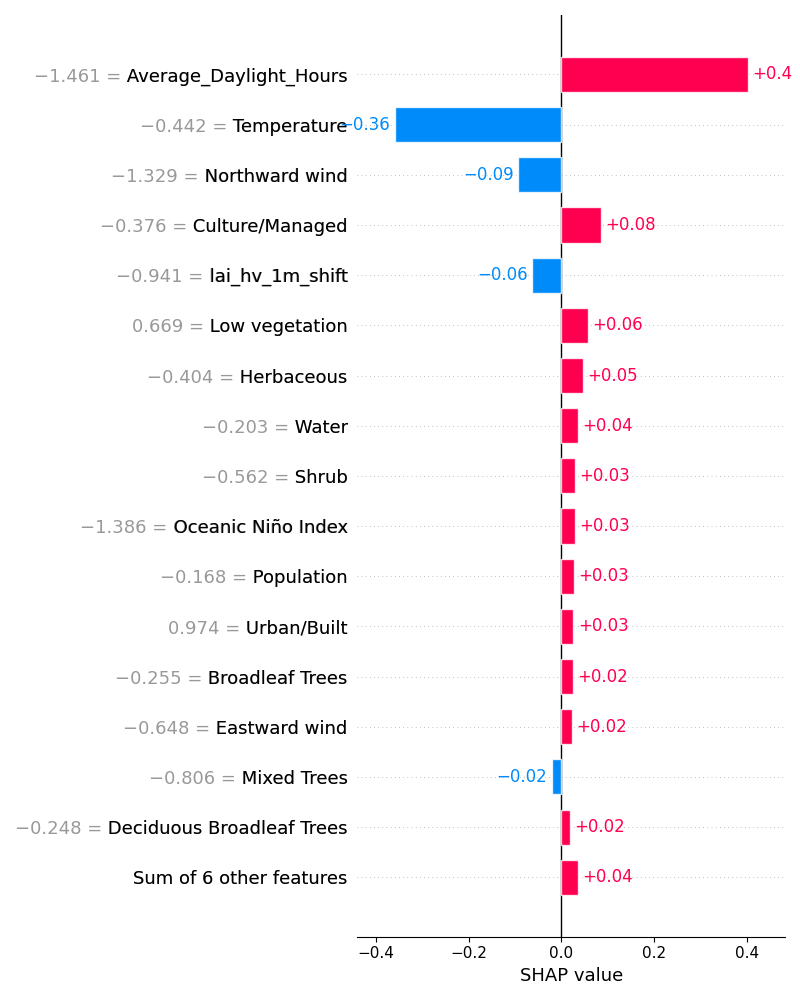 −1.461 = Average_Daylight_Hours +0.4
−0.442 = Temperature −0.36
−1.329 = Northward wind −0.09
−0.376 = Culture/Managed +0.08
−0.941 = lai_hv_1m_shift −0.06
0.669 = Low vegetation +0.06
−0.404 = Herbaceous +0.05
−0.203 = Water +0.04
−0.562 = Shrub +0.03
−1.386 = Oceanic Niño Index +0.03
−0.168 = Population +0.03
0.974 = Urban/Built +0.03
−0.255 = Broadleaf Trees +0.02
−0.648 = Eastward wind +0.02
−0.806 = Mixed Trees −0.02
−0.248 = Deciduous Broadleaf Trees +0.02
Sum of 6 other features +0.04
−0.4 −0.2 0.0 0.2 0.4
SHAP value